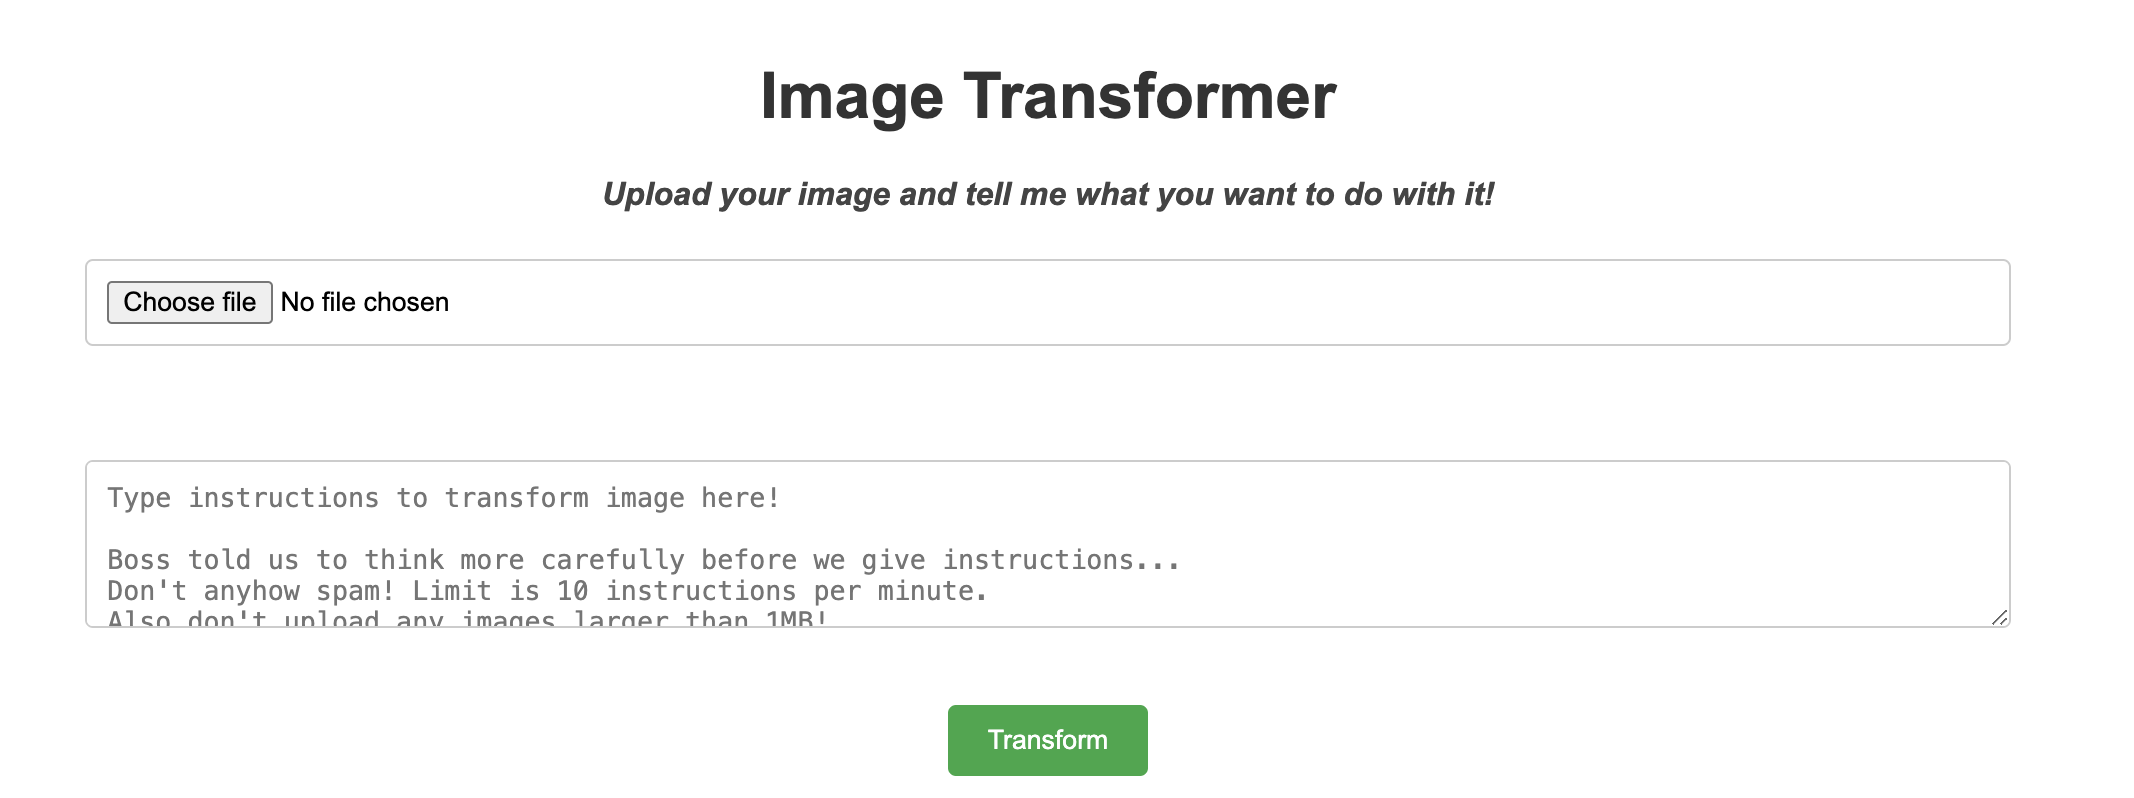 Image Transformer
Upload your image and tell me what you want to do with it!
Choose file No file chosen
Type instructions to transform image here!
Boss told us to think more carefully before we give instructions...
Don't anyhow spam! Limit is 10 instructions per minute.
Also don't upload any images larger than 1MB!
Transform